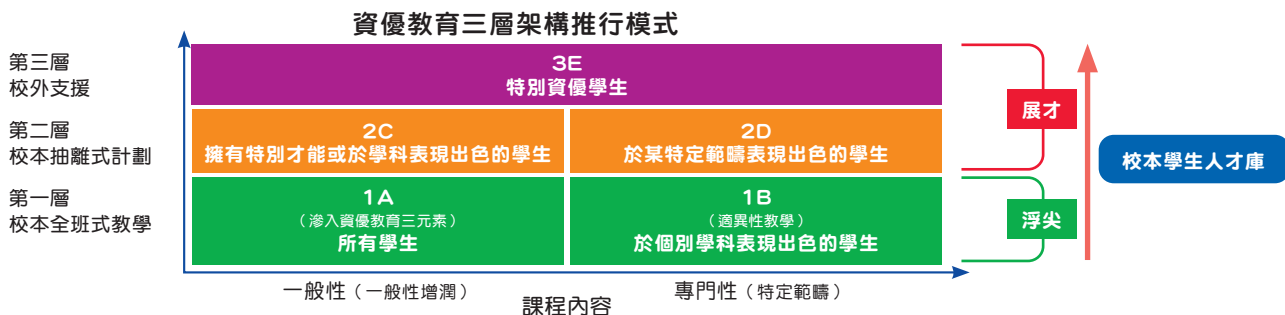 資優教育三層架構推行模式
第三層
校外支援
3E
特別資優學生
第二層
校本抽離式計劃
2C
擁有特別才能或於學科表現出色的學生
2D
於某特定範疇表現出色的學生
第一層
校本全班式教學
1A
（滲入資優教育三元素）
所有學生
1B
（適異性教學）
於個別學科表現出色的學生
展才
浮尖
校本學生人才庫
一般性（一般性增潤）
專門性（特定範疇）
課程內容